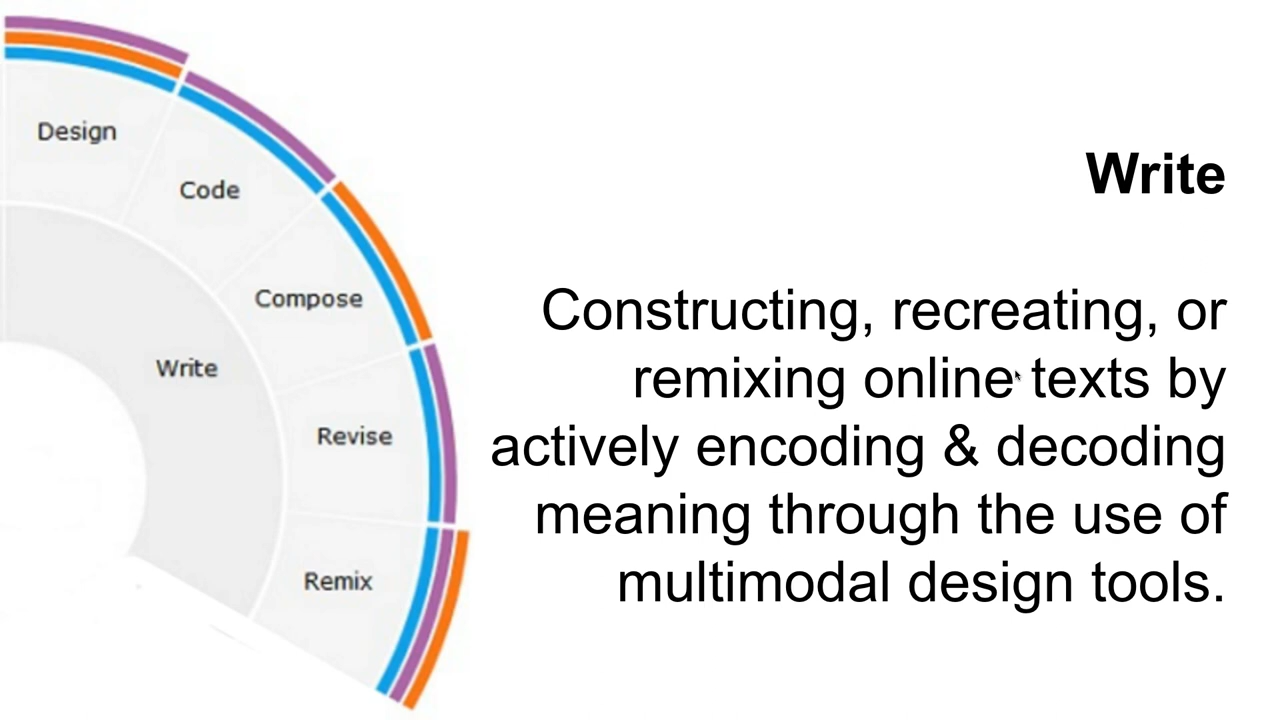 Design
Code
Compose
Write
Revise
Remix
Write
Constructing, recreating, or
remixing online texts by
actively encoding & decoding
meaning through the use of
multimodal design tools.